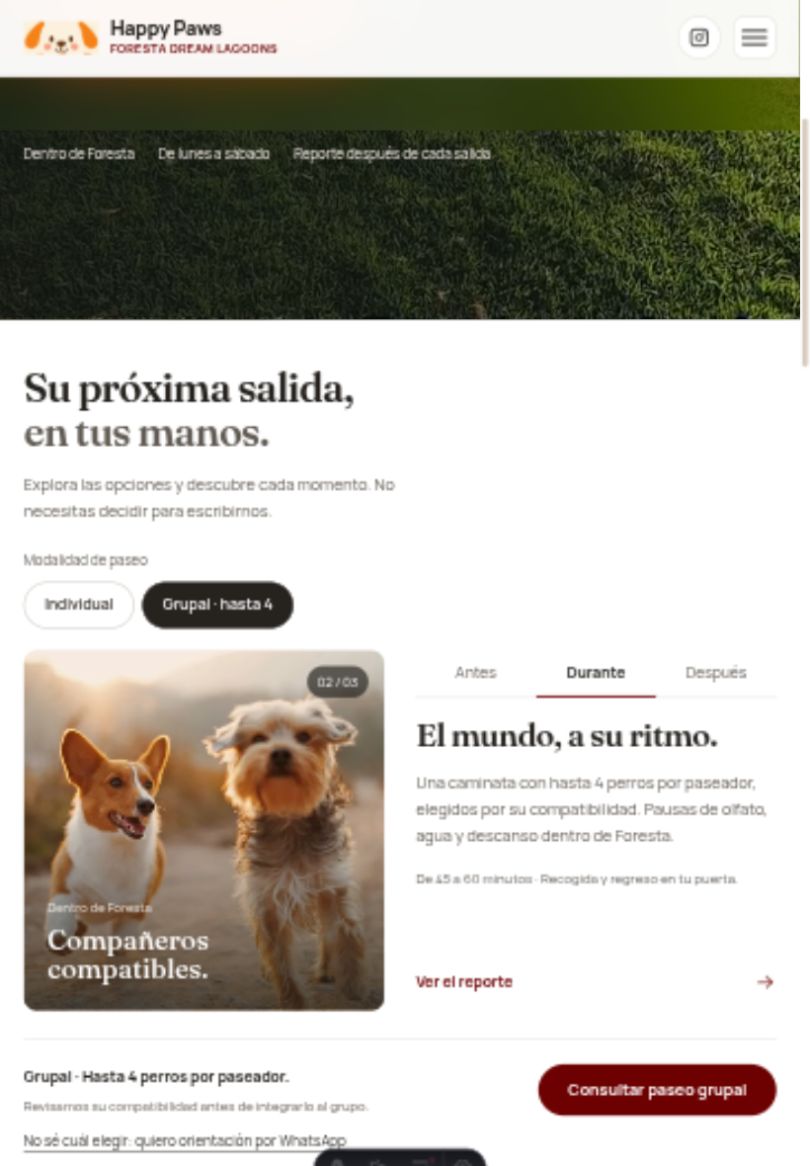 Happy Paws
FORESTA DREAM LAGOONS
Dentro de Foresta
De lunes a sábado
Reporte después de cada salida
Su próxima salida,
en tus manos.
Explora las opciones y descubre cada momento. No
necesitas decidir para escribirnos.
Modalidad de paseo
Individual
Grupal · hasta 4
02 / 03
Dentro de Foresta
Compañeros
compatibles.
Antes
Durante
Después
El mundo, a su ritmo.
Una caminata con hasta 4 perros por paseador,
elegidos por su compatibilidad. Pausas de olfato,
agua y descanso dentro de Foresta.
De 45 a 60 minutos · Recogida y regreso en tu puerta.
Ver el reporte
Grupal · Hasta 4 perros por paseador.
Revisamos su compatibilidad antes de integrarlo al grupo.
No sé cuál elegir: quiero orientación por WhatsApp
Consultar paseo grupal